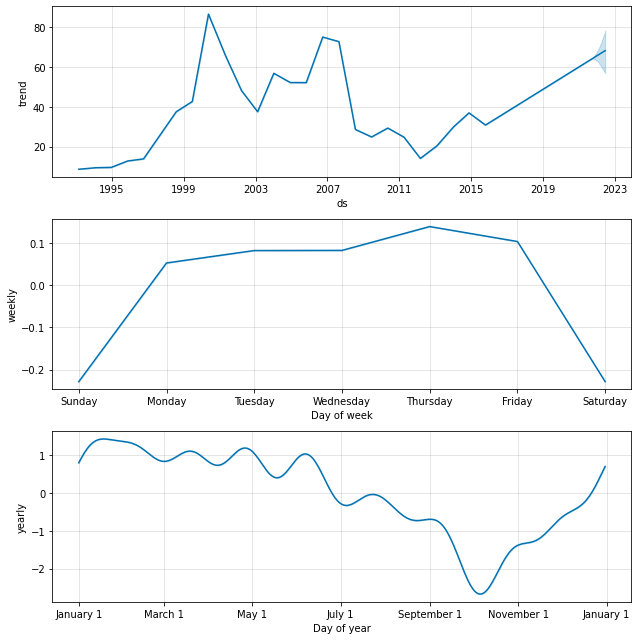 80
60
40
20
trend
1995 1999 2003 2007 2011 2015 2019 2023
ds
0.1
0.0
−0.1
−0.2
weekly
Sunday Monday Tuesday Wednesday Thursday Friday Saturday
Day of week
1
0
−1
−2
yearly
January 1 March 1 May 1 July 1 September 1 November 1 January 1
Day of year